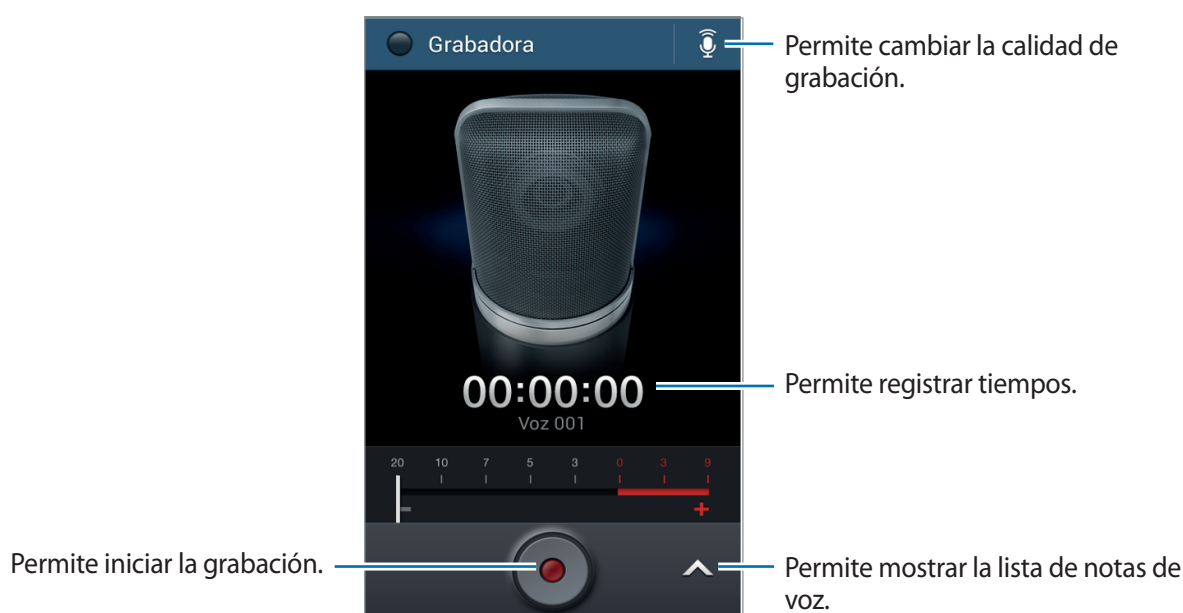 Grabadora
Permite cambiar la calidad de
grabación.
00:00:00
Permite registrar tiempos.
Voz 001
20 10 7 5 3 0 3 9
- +
Permite iniciar la grabación.
Permite mostrar la lista de notas de
voz.